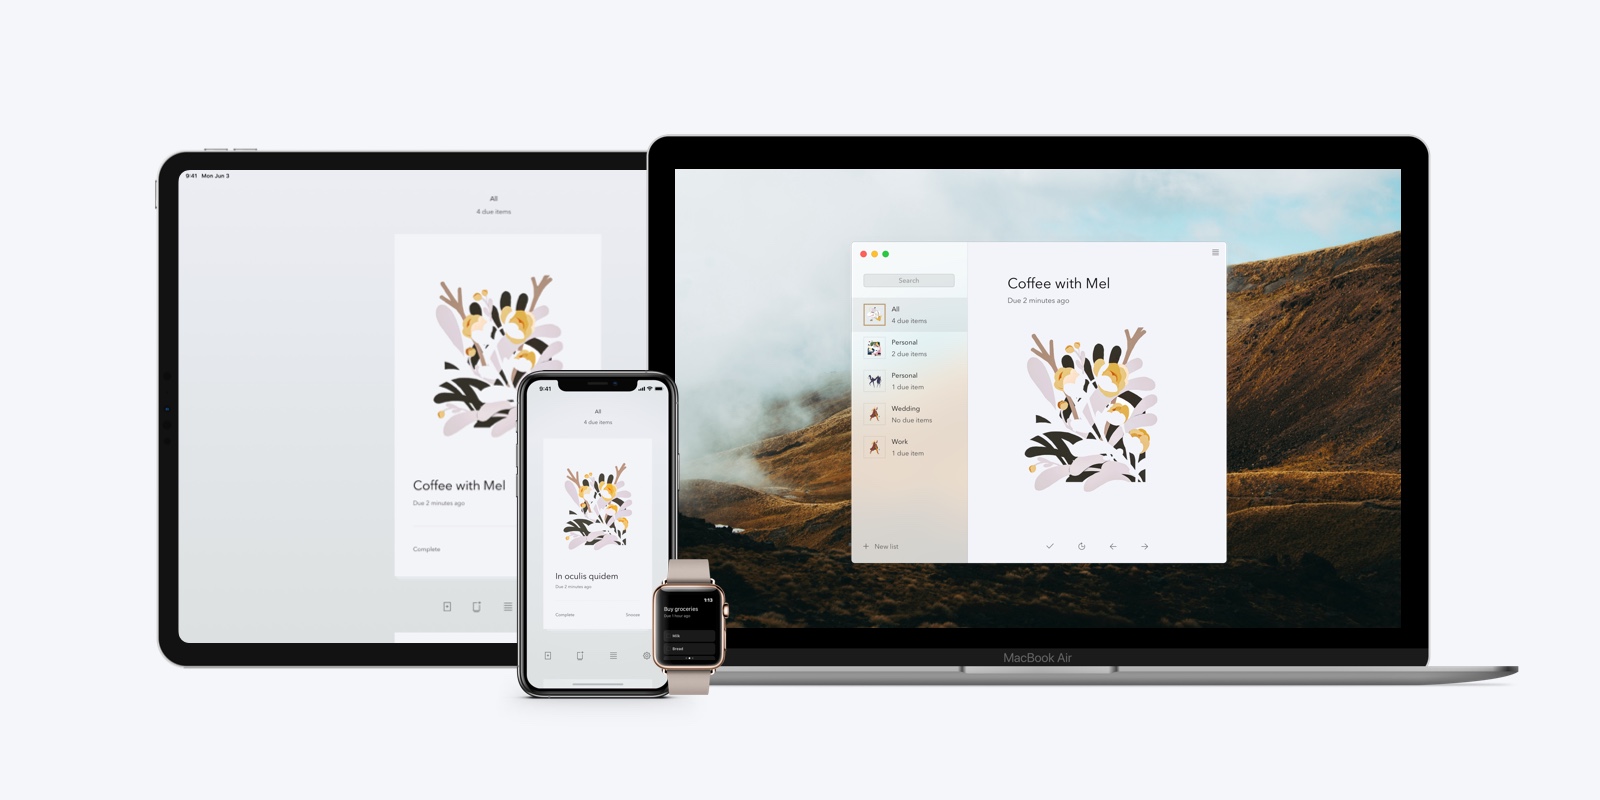 9:41 Mon Jun 3
All
4 due items
Coffee with Mel
Due 2 minutes ago
Complete
9:41
All
4 due items
In oculis quidem
Due 2 minutes ago
Complete
Snooze
1:13
Buy groceries
Due 1 hour ago
Milk
Bread
Search
All
4 due items
Personal
2 due items
Personal
1 due item
Wedding
No due items
Work
1 due item
+ New list
Coffee with Mel
Due 2 minutes ago
MacBook Air